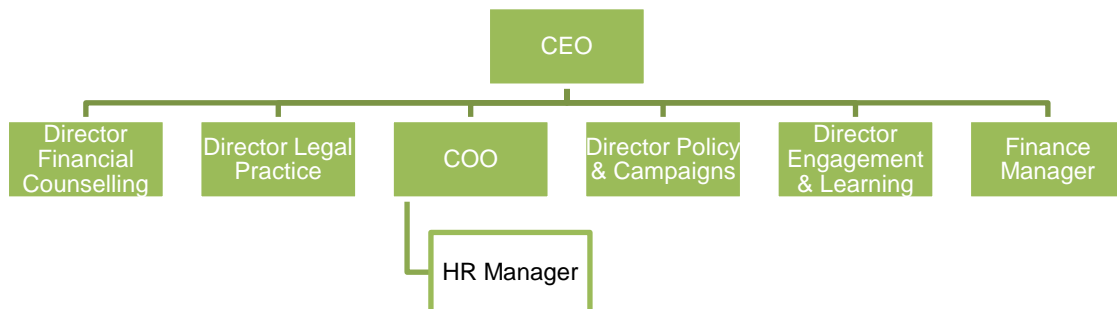 CEO
Director
Financial
Counselling
Director Legal
Practice
COO
Director Policy
& Campaigns
Director
Engagement
& Learning
Finance
Manager
HR Manager